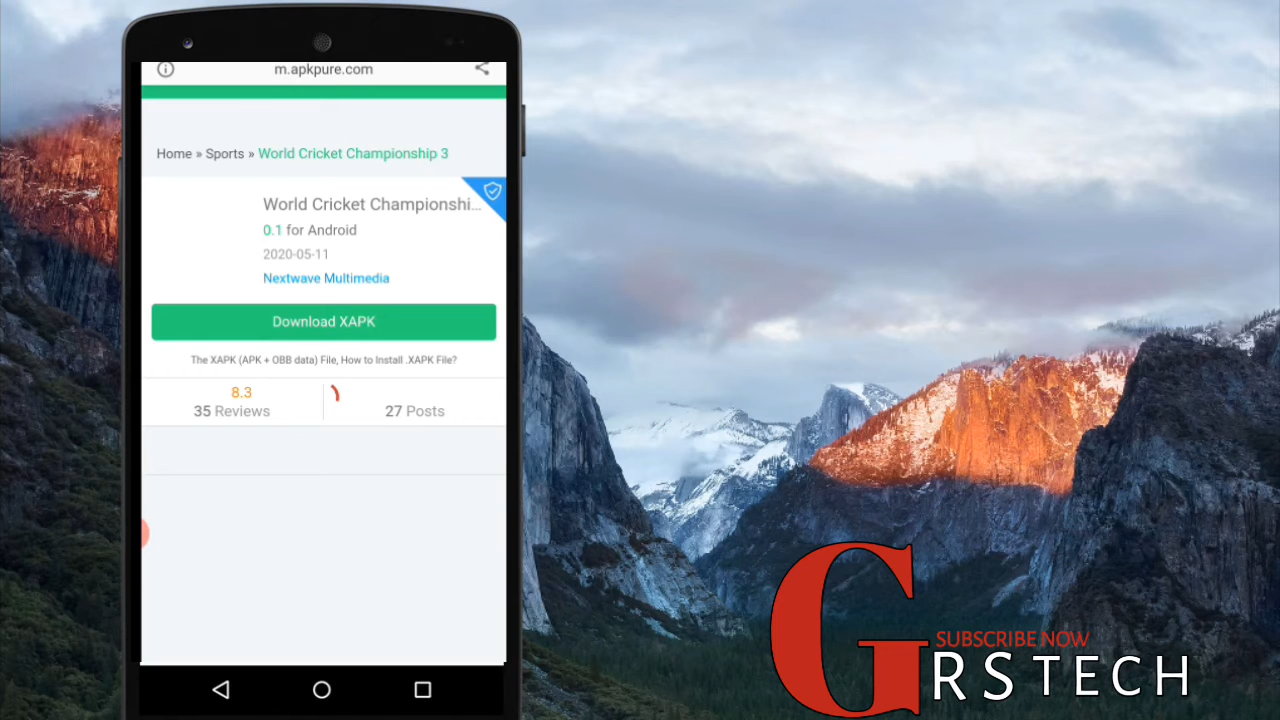 m.apkpure.com
Home » Sports » World Cricket Championship 3
World Cricket Championshi...
0.1 for Android
2020-05-11
Nextwave Multimedia
Download XAPK
The XAPK (APK + OBB data) File, How to Install .XAPK File?
8.3
35 Reviews
27 Posts
SUBSCRIBE NOW
GRSTECH